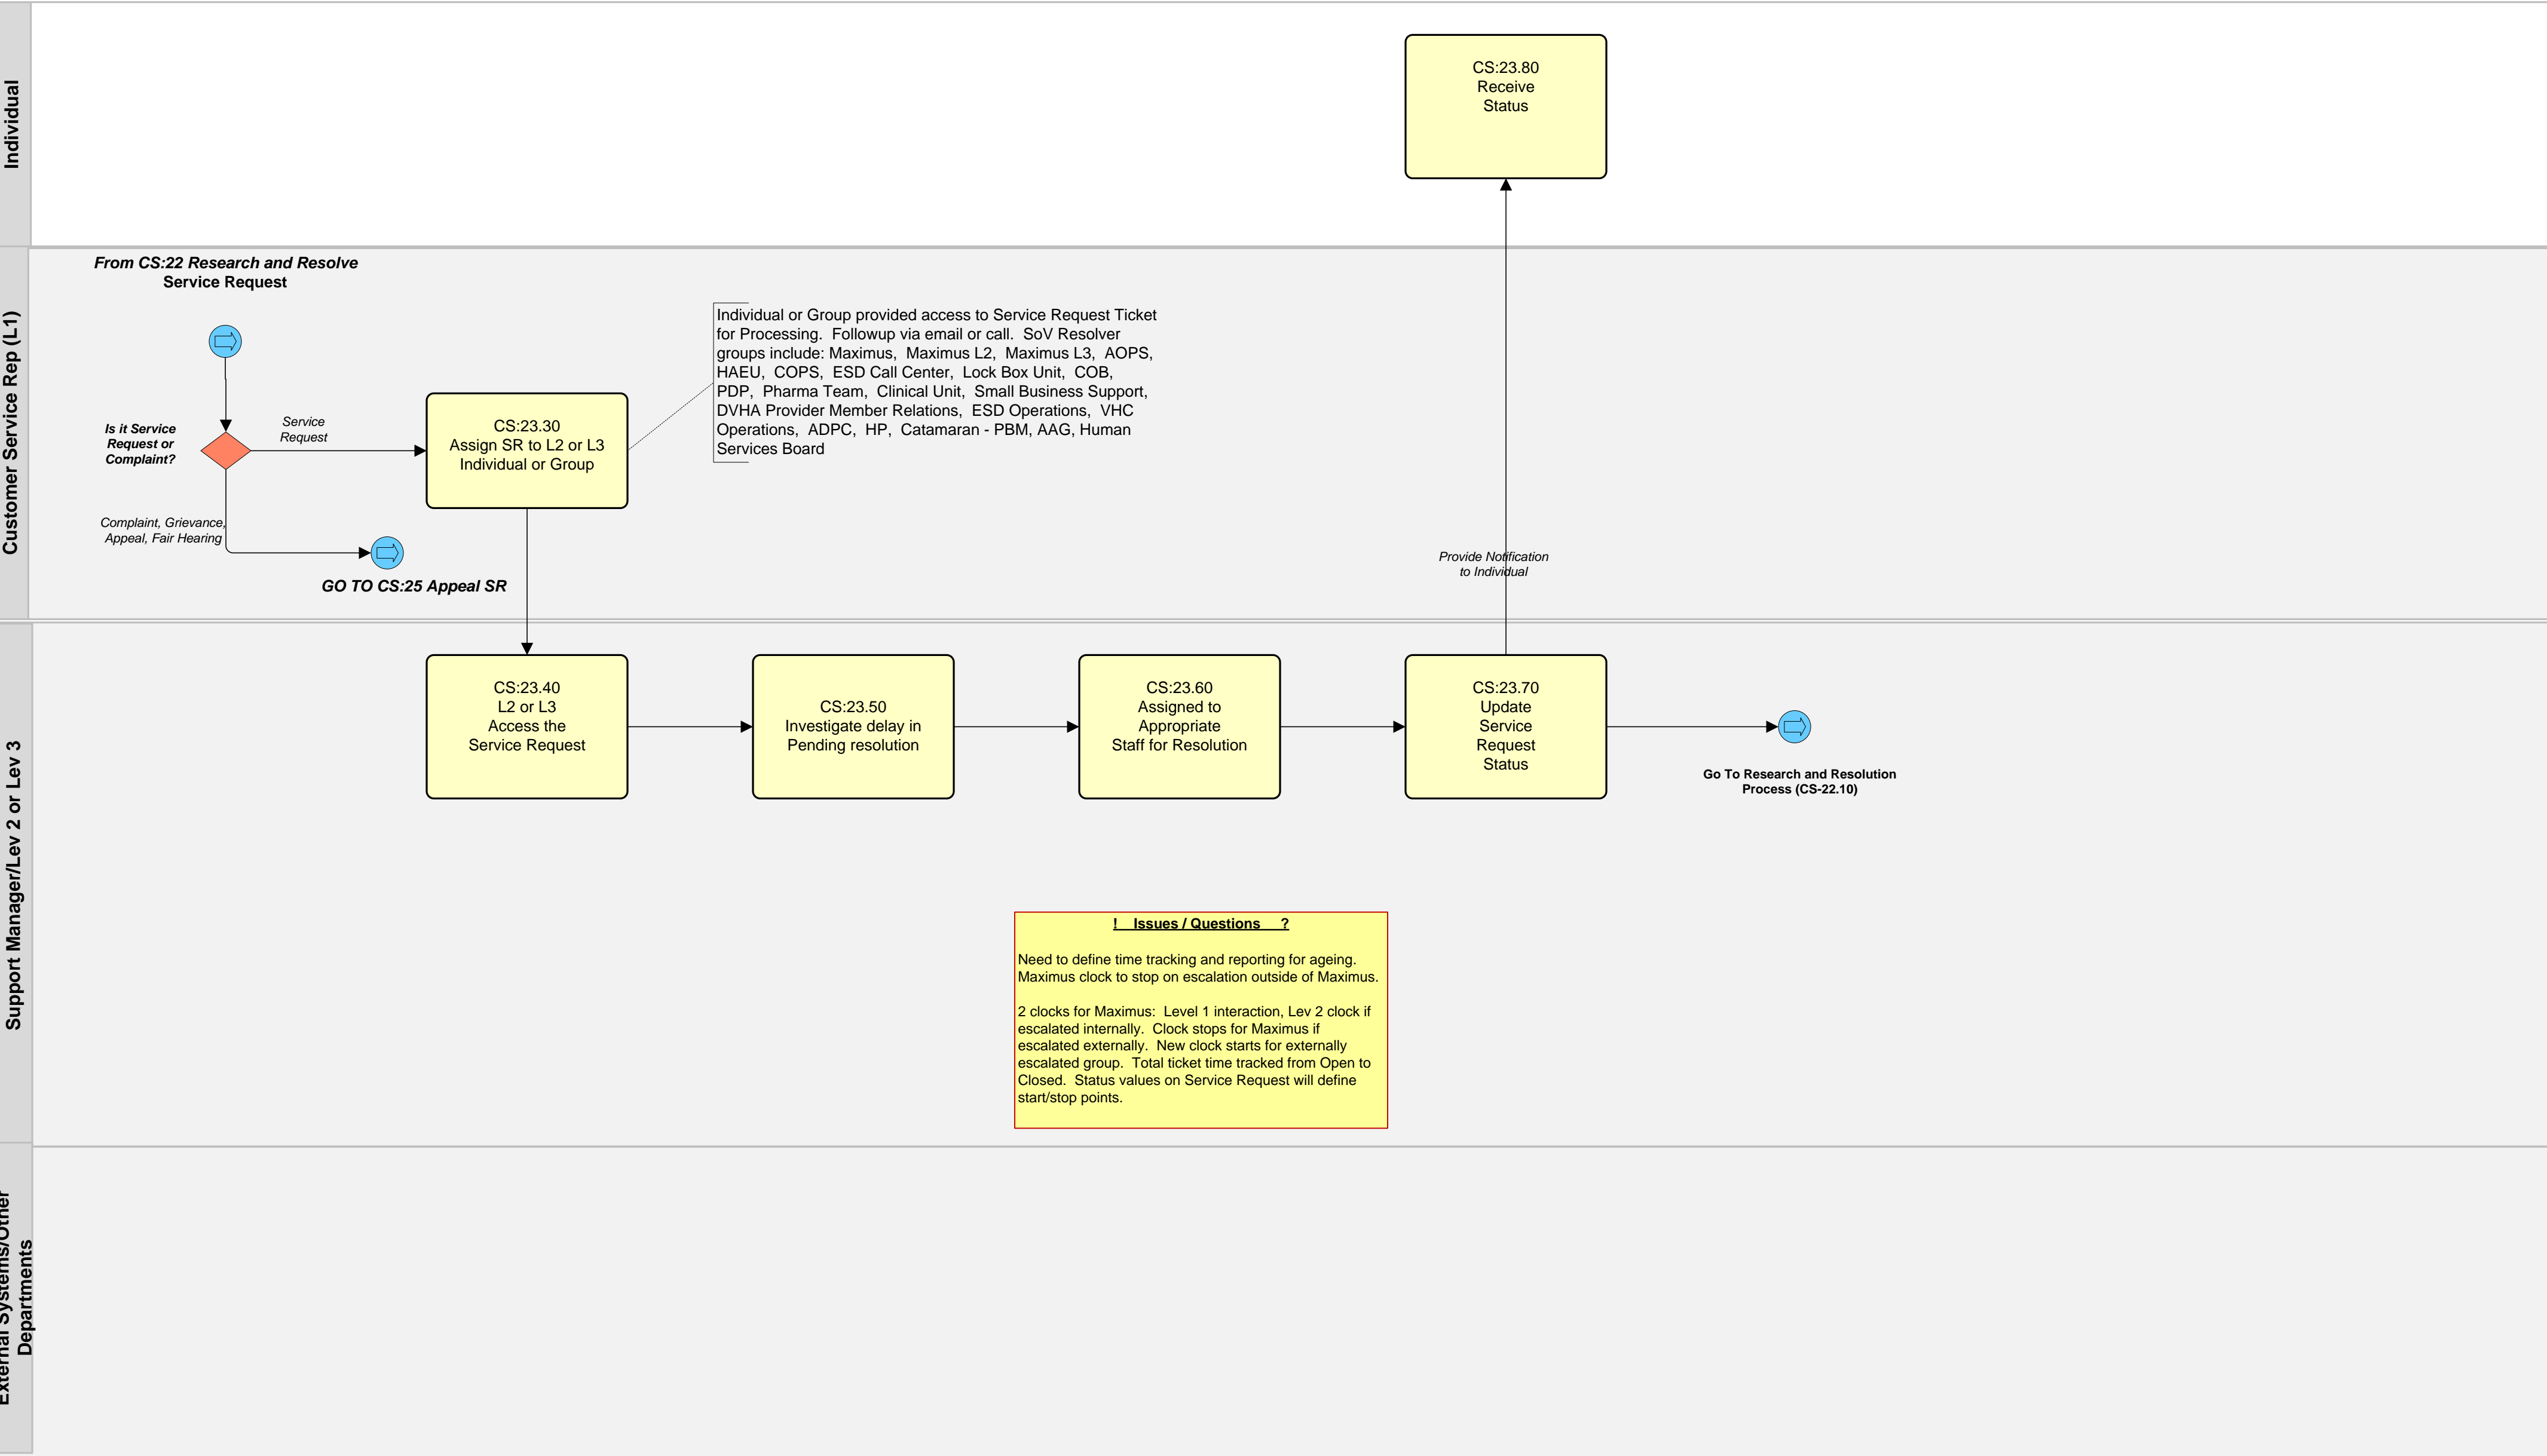 Individual
CS:23.80
Receive
Status
Customer Service Rep (L1)
From CS:22 Research and Resolve
Service Request
Is it Service
Request or
Complaint?
Service
Request
CS:23.30
Assign SR to L2 or L3
Individual or Group
Individual or Group provided access to Service Request Ticket
for Processing. Followup via email or call. SoV Resolver
groups include: Maximus, Maximus L2, Maximus L3, AOPS,
HAEU, COPS, ESD Call Center, Lock Box Unit, COB,
PDP, Pharma Team, Clinical Unit, Small Business Support,
DVHA Provider Member Relations, ESD Operations, VHC
Operations, ADPC, HP, Catamaran - PBM, AAG, Human
Services Board
Complaint, Grievance,
Appeal, Fair Hearing
GO TO CS:25 Appeal SR
Provide Notification
to Individual
Support Manager/Lev 2 or Lev 3
CS:23.40
L2 or L3
Access the
Service Request
CS:23.50
Investigate delay in
Pending resolution
CS:23.60
Assigned to
Appropriate
Staff for Resolution
CS:23.70
Update
Service
Request
Status
Go To Research and Resolution
Process (CS-22.10)
! Issues / Questions ?
Need to define time tracking and reporting for ageing.
Maximus clock to stop on escalation outside of Maximus.
2 clocks for Maximus: Level 1 interaction, Lev 2 clock if
escalated internally. Clock stops for Maximus if
escalated externally. New clock starts for externally
escalated group. Total ticket time tracked from Open to
Closed. Status values on Service Request will define
start/stop points.
External Systems/Other
Departments